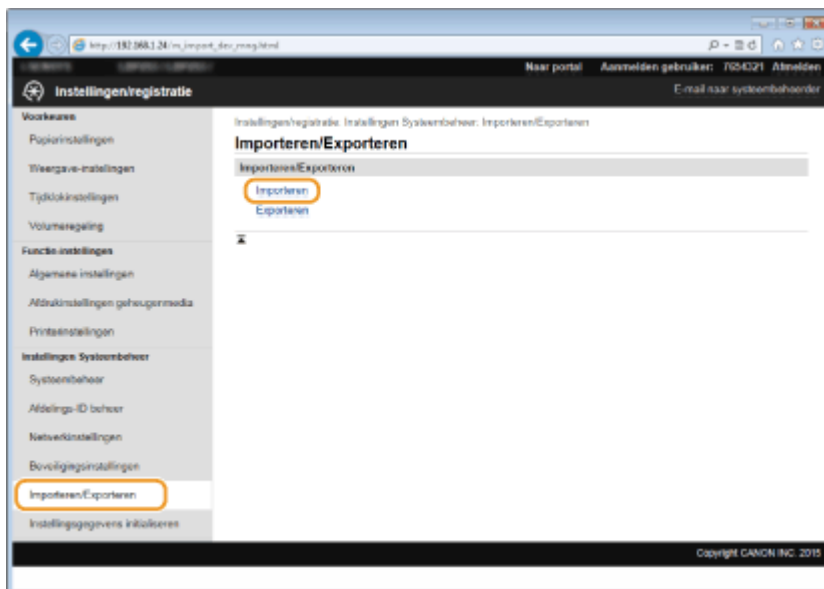 http://192.168.1.24/m_import_dev_mng.html
Naar portal Aanmelden gebruiker: 7654321 Afmelden
Instellingen/registratie
E-mail naar systeembeheerder
Voorkeuren
Papierinstellingen
Weergave-instellingen
Tijdklokinstellingen
Volumeregeling
Functie-instellingen
Algemene instellingen
Afdrukinstellingen geheugenmedia
Printerinstellingen
Instellingen Systeembeheer
Systeembeheer
Afdelings-ID beheer
Netwerkinstellingen
Beveiligingsinstellingen
Importeren/Exporteren
Instellingsgegevens initialiseren
Instellingen/registratie: Instellingen Systeembeheer: Importeren/Exporteren
Importeren/Exporteren
Importeren/Exporteren
Importeren
Exporteren
Copyright CANON INC. 2015